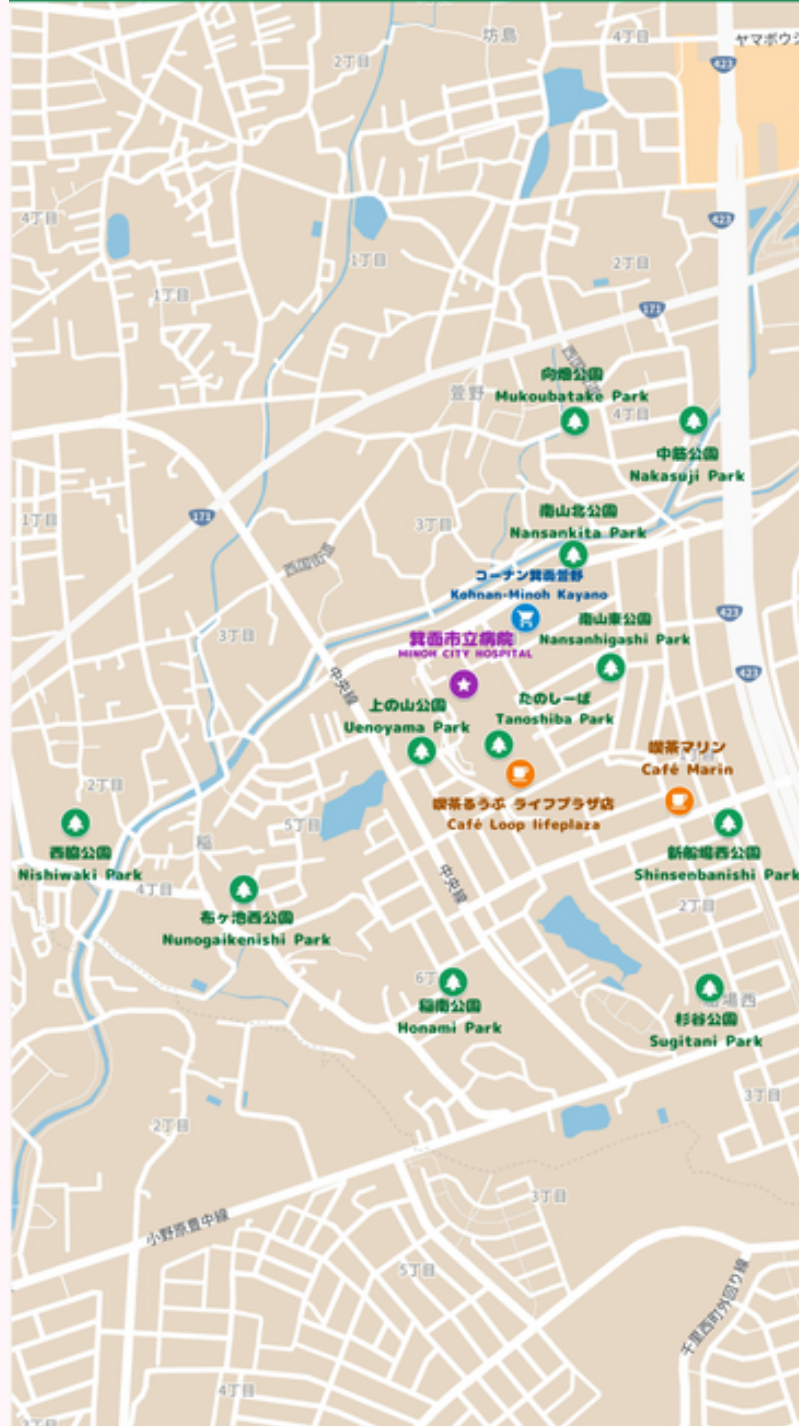 坊島
4丁目
ヤマボウシ
2丁目
423
4丁目
423
1丁目
2丁目
1丁目
171
向畑公園
Mukoubatake Park
萱野
4丁目
中筋公園
Nakasuji Park
1丁目
171
3丁目
南山北公園
Nansankita Park
西国街道
コーナン箕面萱野
Kohnan-Minoh Kayano
423
南山東公園
Nansanhigashi Park
3丁目
箕面市立病院
MINOH CITY HOSPITAL
423
中央線
上の山公園
Uenoyama Park
たのしーば
Tanoshiba Park
喫茶マリン
Café Marin
1丁目
2丁目
喫茶るうぷ ライフプラザ店
Café Loop lifeplaza
5丁目
稲
西脇公園
Nishiwaki Park
新船場西公園
Shinsenbanishi Park
4丁目
中央線
2丁目
布ヶ池西公園
Nunogaikenishi Park
6丁
稲南公園
Honami Park
場西
杉谷公園
Sugitani Park
3丁目
2丁目
3丁目
小野原豊中線
5丁目
千里西町外回り線
4丁目